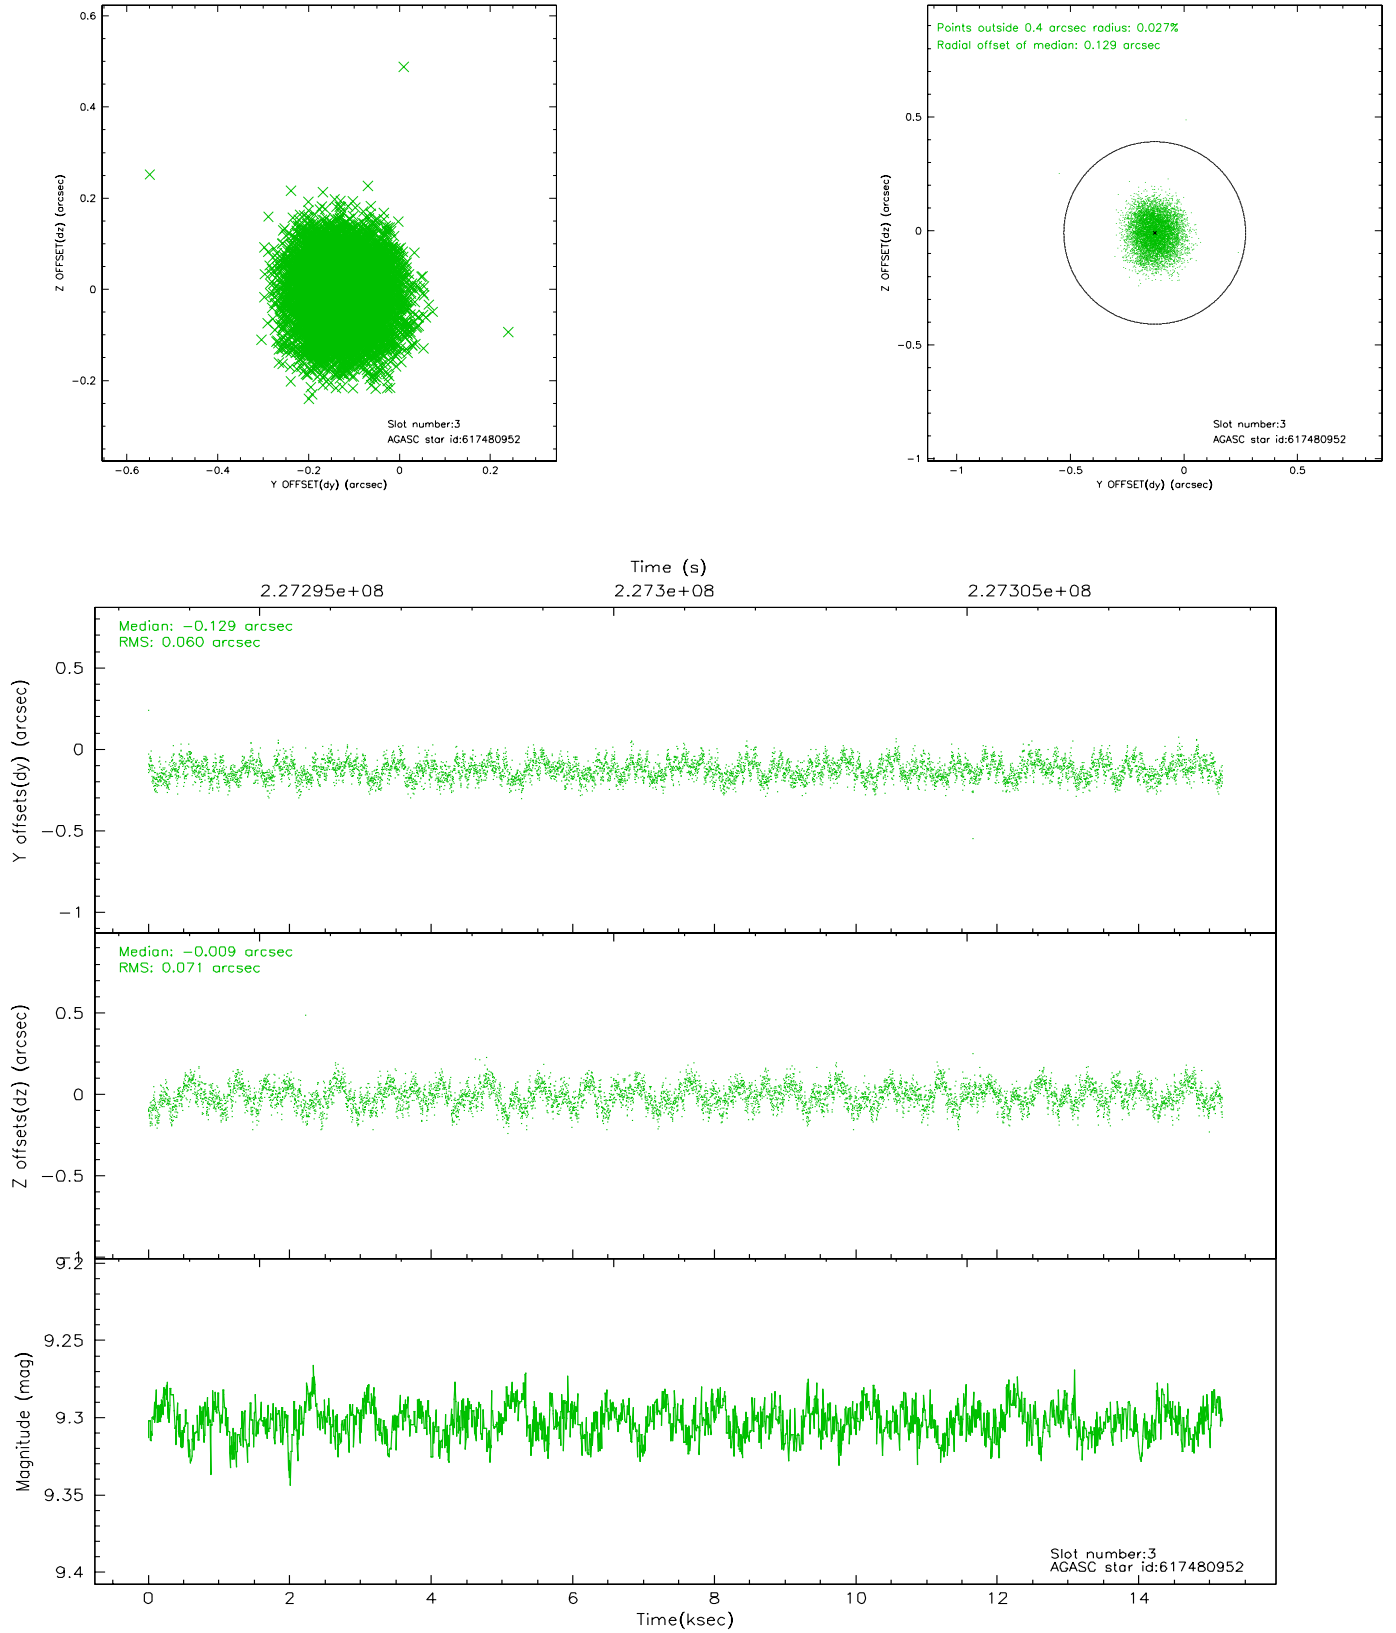 0.6
0.4
0.2
0
−0.2
Z OFFSET(dz) (arcsec)
Slot number:3
AGASC star id:617480952
−0.6 −0.4 −0.2 0 0.2
Y OFFSET(dy) (arcsec)
Points outside 0.4 arcsec radius: 0.027%
Radial offset of median: 0.129 arcsec
0.5
0
−0.5
−1
Z OFFSET(dz) (arcsec)
Slot number:3
AGASC star id:617480952
−1 −0.5 0 0.5
Y OFFSET(dy) (arcsec)
Time (s)
2.27295e+08 2.273e+08 2.27305e+08
Median: −0.129 arcsec
RMS: 0.060 arcsec
0.5
0
−0.5
−1
Y offsets(dy) (arcsec)
Median: −0.009 arcsec
RMS: 0.071 arcsec
0.5
0
−0.5
−1
Z offsets(dz) (arcsec)
9.2
9.25
9.3
9.35
9.4
Magnitude (mag)
Slot number:3
AGASC star id:617480952
0 2 4 6 8 10 12 14
Time(ksec)